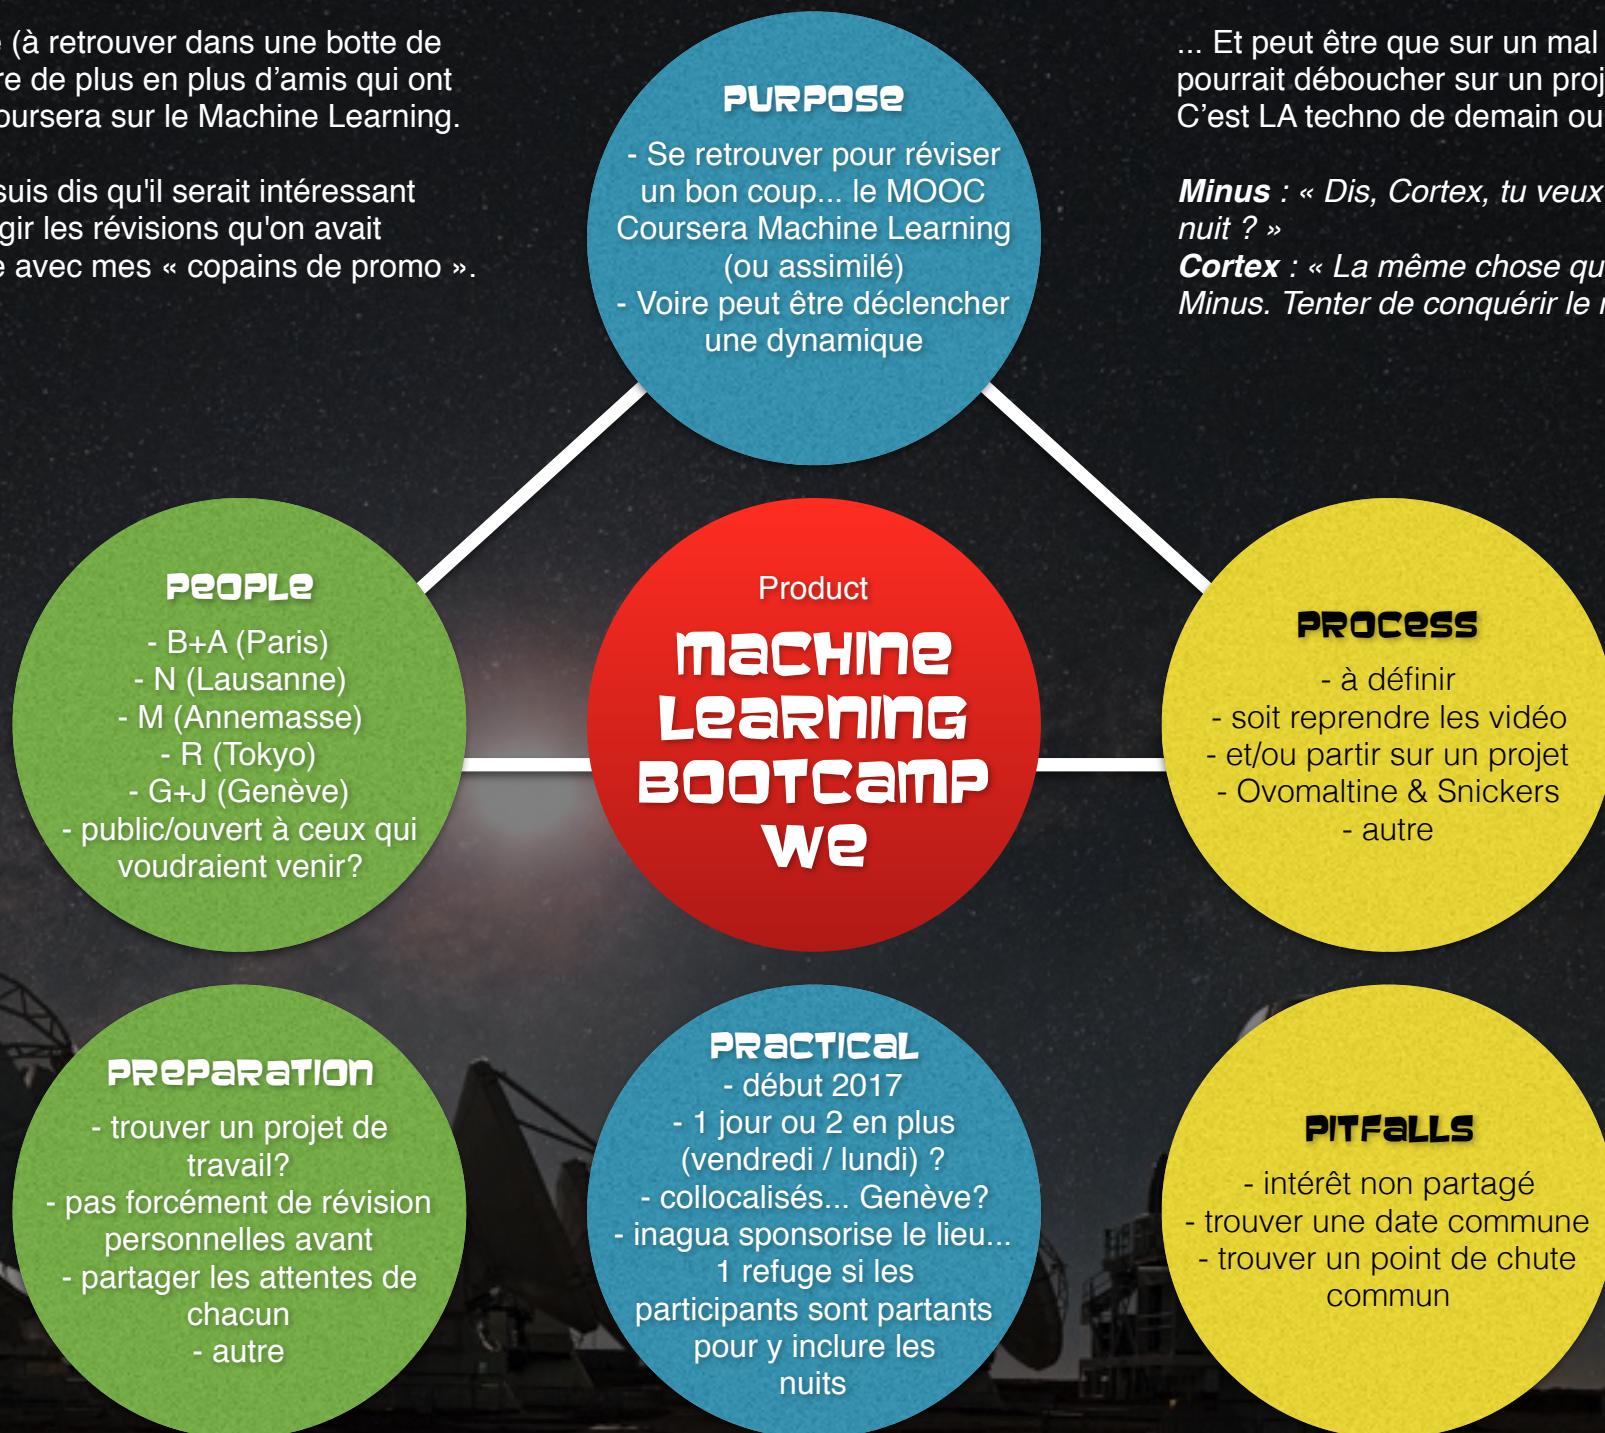 (à retrouver dans une botte de
re de plus en plus d'amis qui ont
oursera sur le Machine Learning.
suis dis qu'il serait intéressant
gir les révisions qu'on avait
avec mes « copains de promo ».
PURPOSE
- Se retrouver pour réviser
un bon coup... le MOOC
Coursera Machine Learning
(ou assimilé)
- Voire peut être déclencher
une dynamique
... Et peut être que sur un mal
pourrait déboucher sur un proj
C'est LA techno de demain ou
Minus : « Dis, Cortex, tu veux
nuit ? »
Cortex : « La même chose qu
Minus. Tenter de conquérir le
PEOPLE
- B+A (Paris)
- N (Lausanne)
- M (Annemasse)
- R (Tokyo)
- G+J (Genève)
- public/ouvert à ceux qui
voudraient venir?
Product
MACHINE
LEARNING
BOOTCAMP
WE
PROCESS
- à définir
- soit reprendre les vidéo
- et/ou partir sur un projet
- Ovomaltine & Snickers
- autre
PREPARATION
- trouver un projet de
travail?
- pas forcément de révision
personnelles avant
- partager les attentes de
chacun
- autre
PRACTICAL
- début 2017
- 1 jour ou 2 en plus
(vendredi / lundi) ?
- collocalisés... Genève?
- inagua sponsorise le lieu...
1 refuge si les
participants sont partants
pour y inclure les
nuits
PITFALLS
- intérêt non partagé
- trouver une date commune
- trouver un point de chute
commun